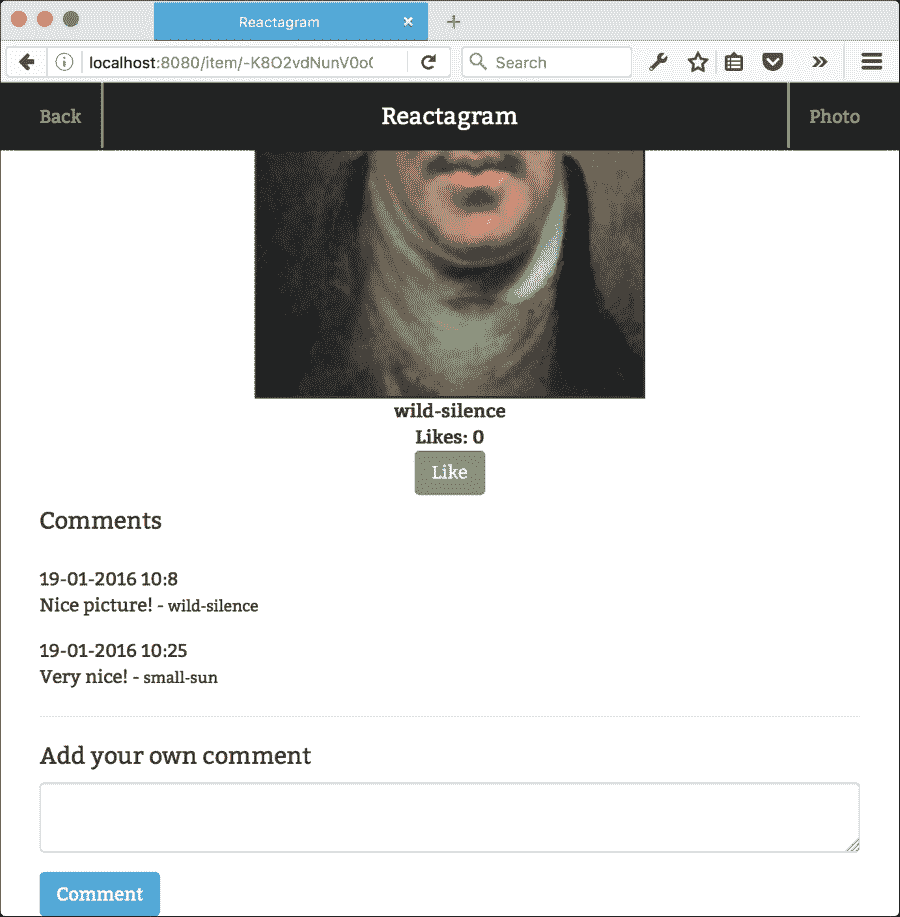 Reactagram
localhost:8080/item/-K8O2vdNunV0o
Search
Back
Reactagram
Photo
wild-silence
Likes: 0
Like
Comments
19-01-2016 10:8
Nice picture! - wild-silence
19-01-2016 10:25
Very nice! - small-sun
Add your own comment
Comment